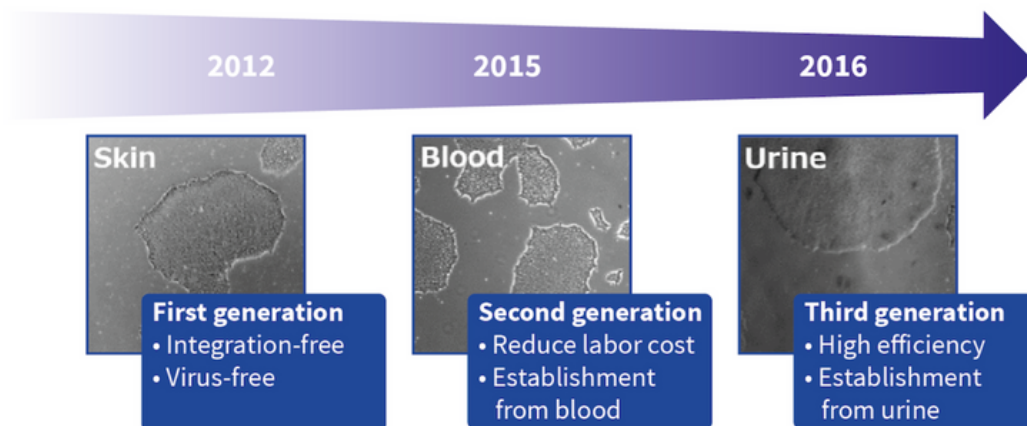 2012
2015
2016
Skin
First generation
• Integration-free
• Virus-free
Blood
Second generation
• Reduce labor cost
• Establishment
from blood
Urine
Third generation
• High efficiency
• Establishment
from urine